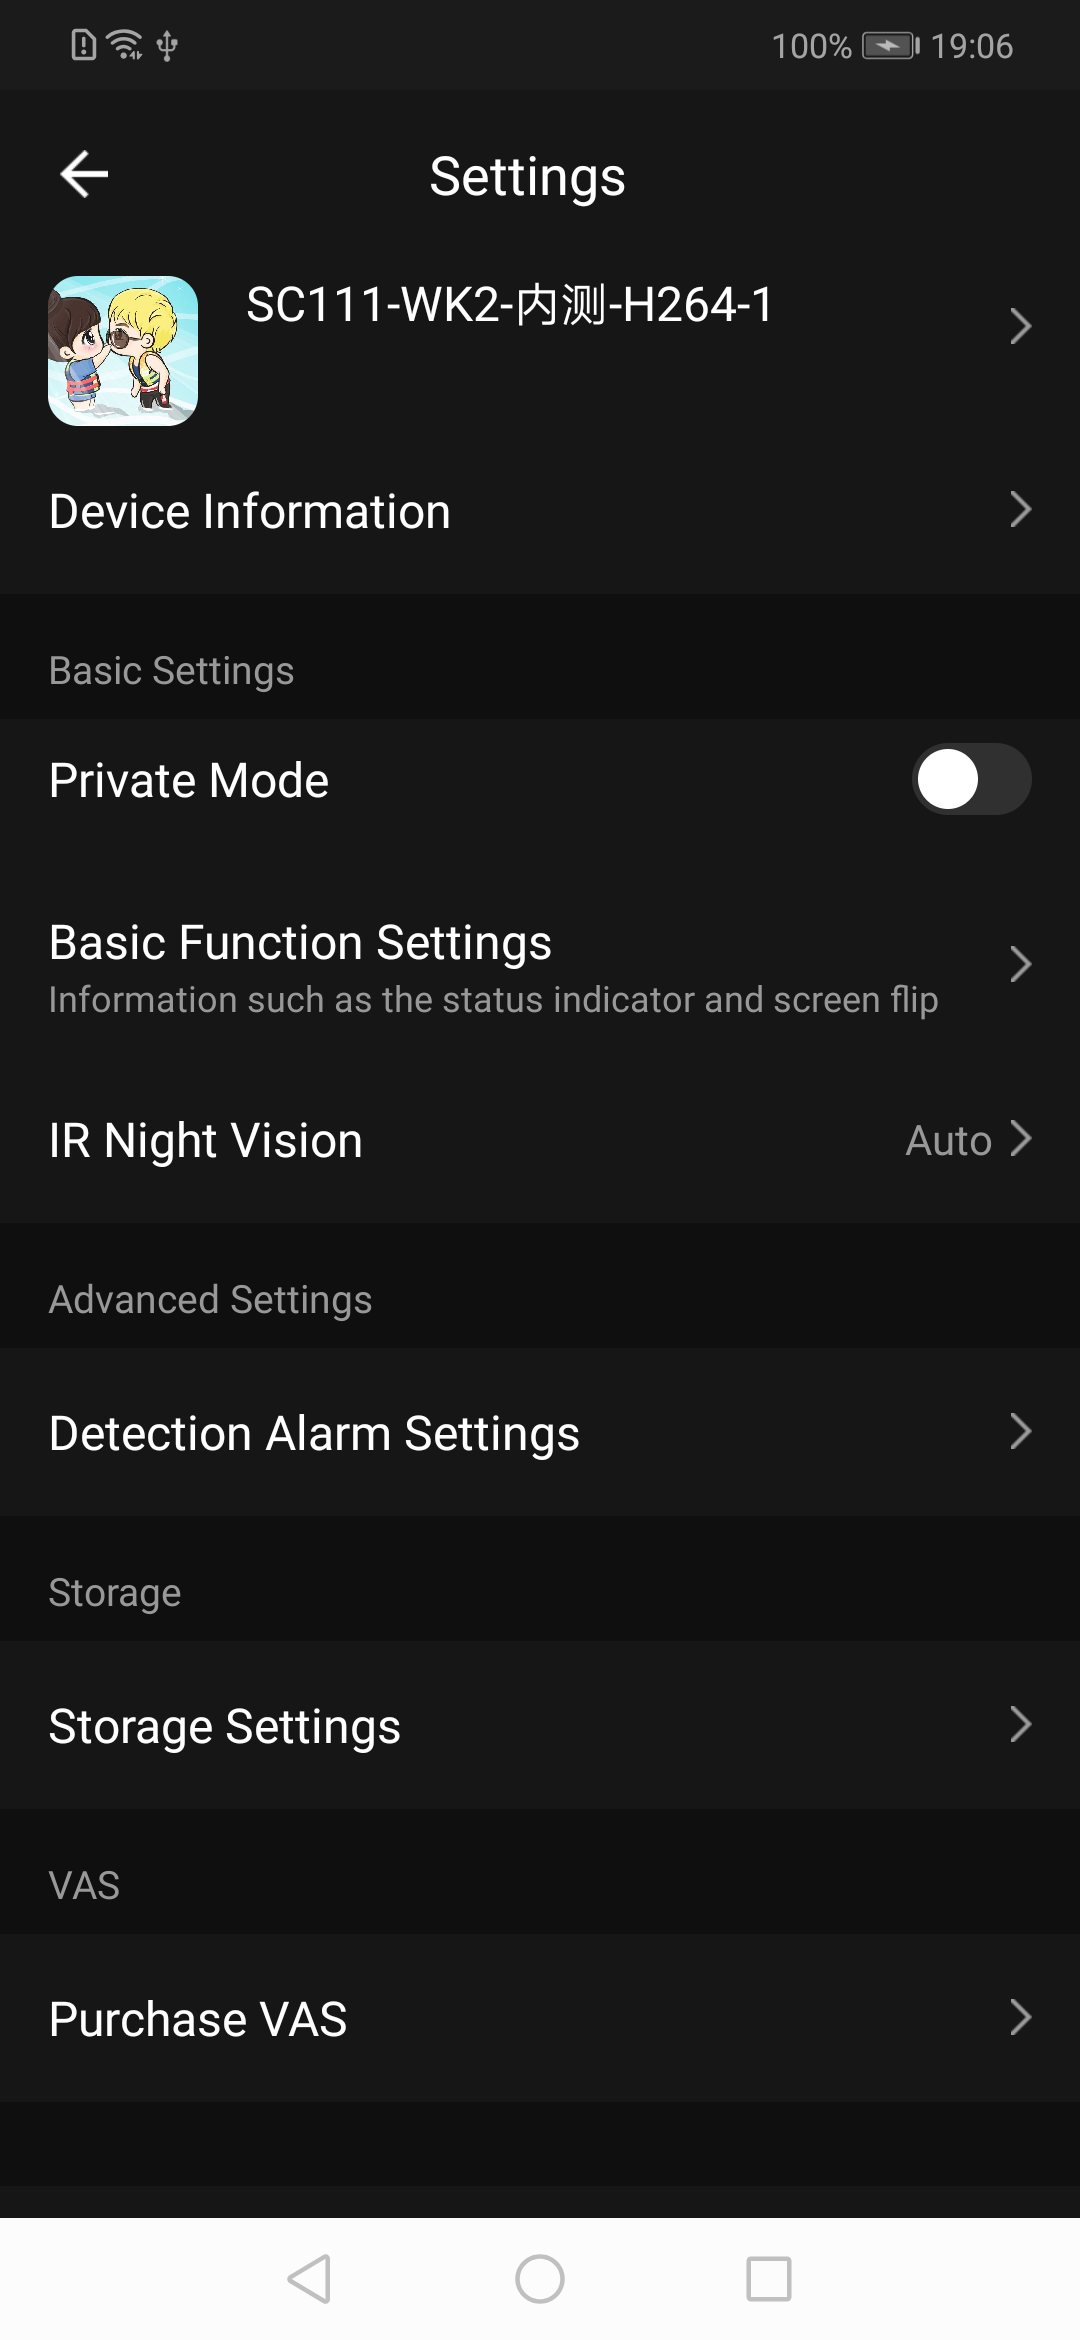 100% 19:06
Settings
SC111-WK2-内测-H264-1
Device Information
Basic Settings
Private Mode
Basic Function Settings
Information such as the status indicator and screen flip
IR Night Vision Auto
Advanced Settings
Detection Alarm Settings
Storage
Storage Settings
VAS
Purchase VAS